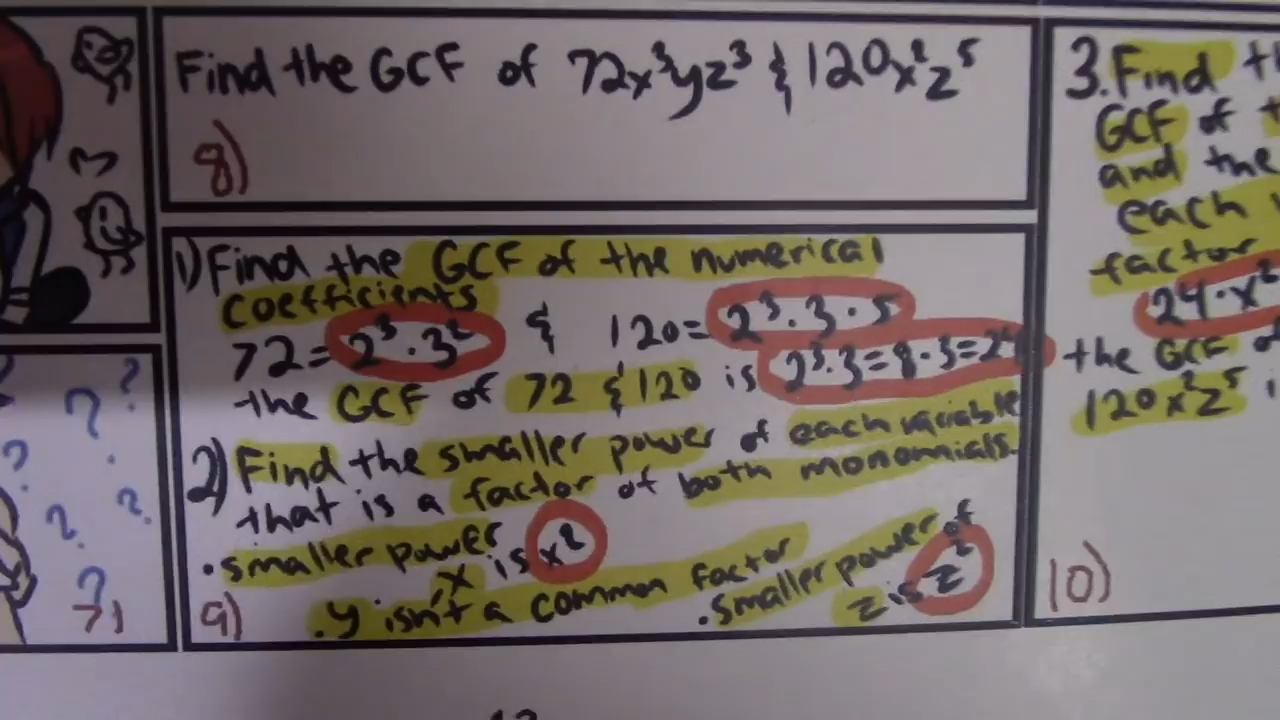 Find the GCF of 72x³yz³ & 120x²z⁵
8)
1) Find the GCF of the numerical
coefficients
72=2³·3² & 120=2³·3·5
the GCF of 72 & 120 is 2³·3=8·3=24
2) Find the smaller power of each variable
that is a factor of both monomnials.
·smaller power
,x is x²
·y isn't a common factor
·smaller power of
z is z²
9)
3. Find
GCF of
and the
each
factor
24·x²
the GCF
120x²z⁵
10)
?
?
?
?
?
?
71